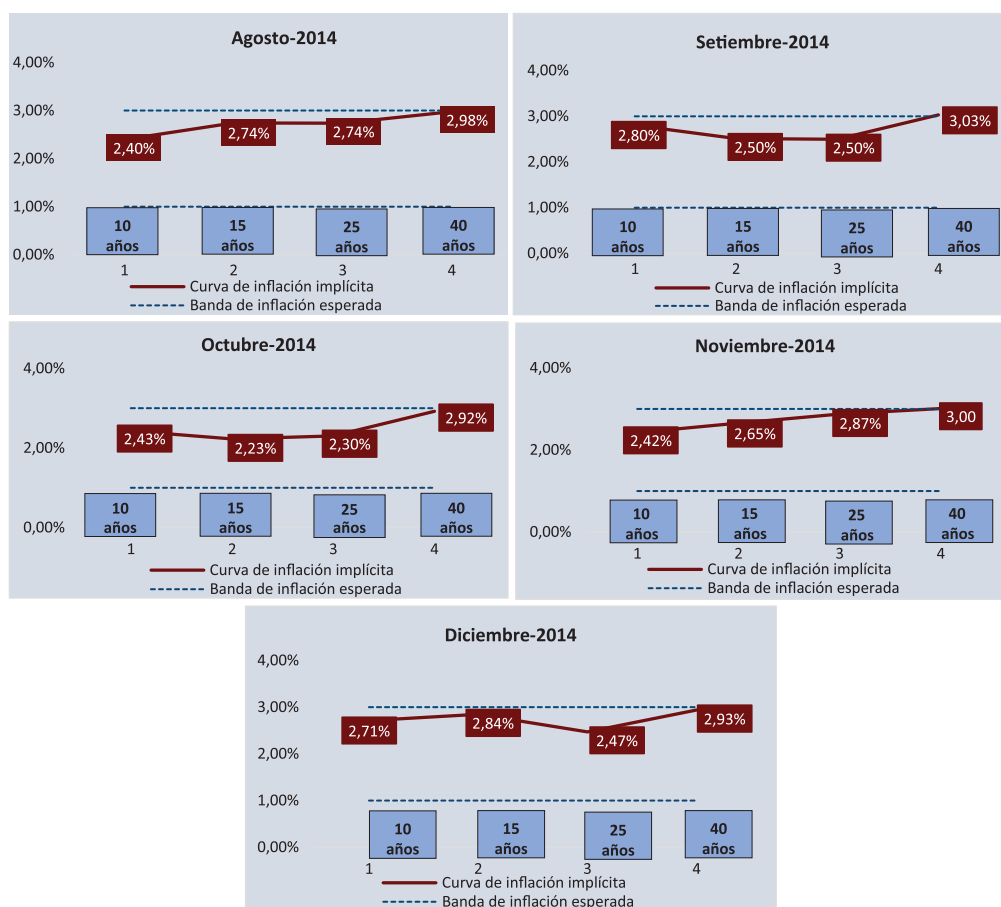 Agosto-2014
4,00%
3,00%
2,00%
1,00%
0,00%
2,40%
2,74%
2,74%
2,98%
10 años
15 años
25 años
40 años
1 2 3 4
Curva de inflación implícita
Banda de inflación esperada
Setiembre-2014
4,00%
3,00%
2,00%
1,00%
0,00%
2,80%
2,50%
2,50%
3,03%
10 años
15 años
25 años
40 años
1 2 3 4
Curva de inflación implícita
Banda de inflación esperada
Octubre-2014
4,00%
2,00%
0,00%
2,43%
2,23%
2,30%
2,92%
10 años
15 años
25 años
40 años
1 2 3 4
Curva de inflación implícita
Banda de inflación esperada
Noviembre-2014
4,00%
2,00%
0,00%
2,42%
2,65%
2,87%
3,00
10 años
15 años
25 años
40 años
1 2 3 4
Curva de inflación implícita
Banda de inflación esperada
Diciembre-2014
4,00%
3,00%
2,00%
1,00%
0,00%
2,71%
2,84%
2,47%
2,93%
10 años
15 años
25 años
40 años
1 2 3 4
Curva de inflación implícita
Banda de inflación esperada